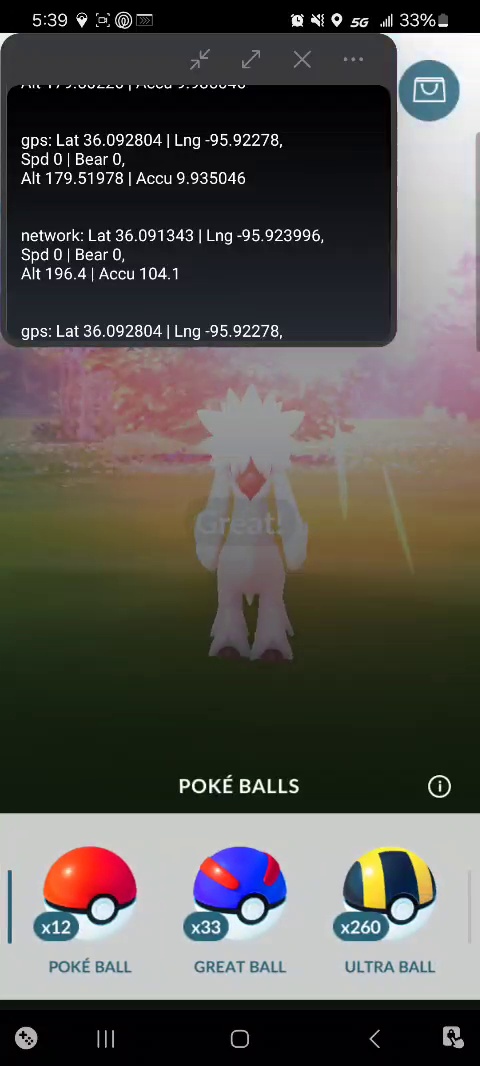 5:39
5G
33%
gps: Lat 36.092804 | Lng -95.92278,
Spd 0 | Bear 0,
Alt 179.51978 | Accu 9.935046
network: Lat 36.091343 | Lng -95.923996,
Spd 0 | Bear 0,
Alt 196.4 | Accu 104.1
gps: Lat 36.092804 | Lng -95.92278,
Great!
POKÉ BALLS
x12
x33
x260
POKÉ BALL
GREAT BALL
ULTRA BALL